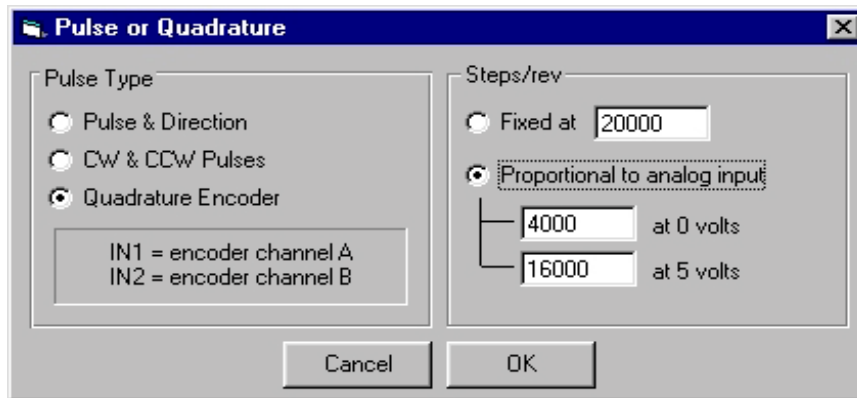 Pulse or Quadrature
Pulse Type
Pulse & Direction
CW & CCW Pulses
Quadrature Encoder
IN1 = encoder channel A
IN2 = encoder channel B
Steps/rev
Fixed at 20000
Proportional to analog input
4000 at 0 volts
16000 at 5 volts
Cancel OK